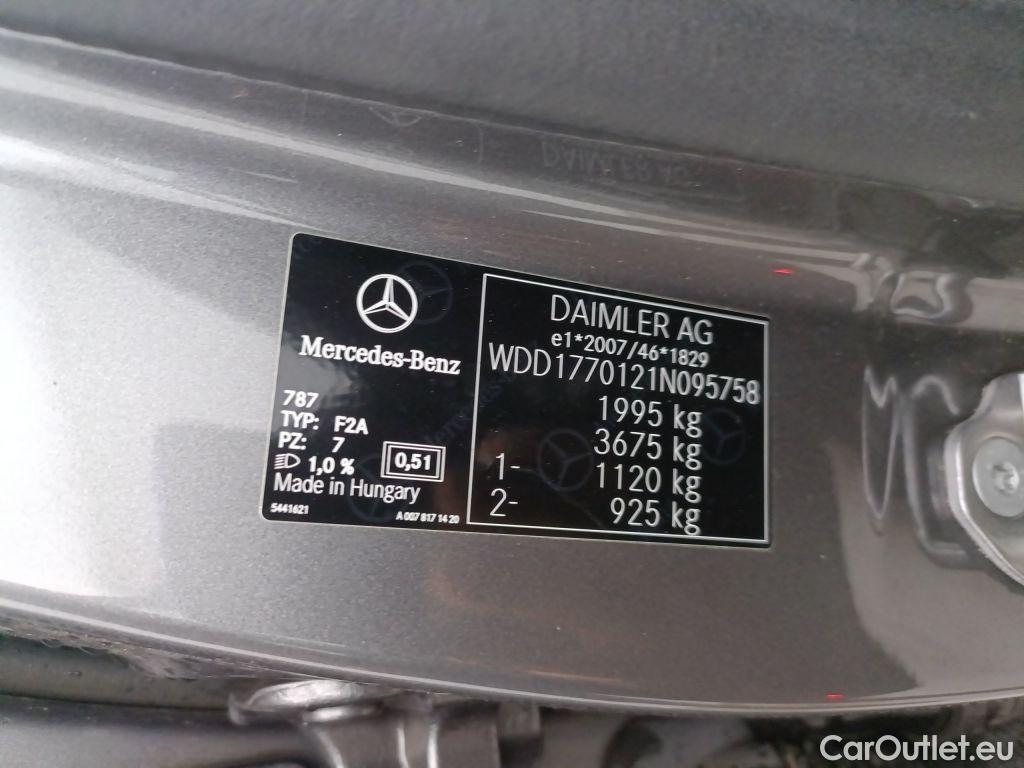 Mercedes-Benz
787
TYP: F2A
PZ: 7
1,0 %
0,51
Made in Hungary
5441621
A 007 817 14 20
DAIMLER AG
e1*2007/46*1829
WDD1770121N095758
1995 kg
3675 kg
1- 1120 kg
2- 925 kg
CarOutlet.eu